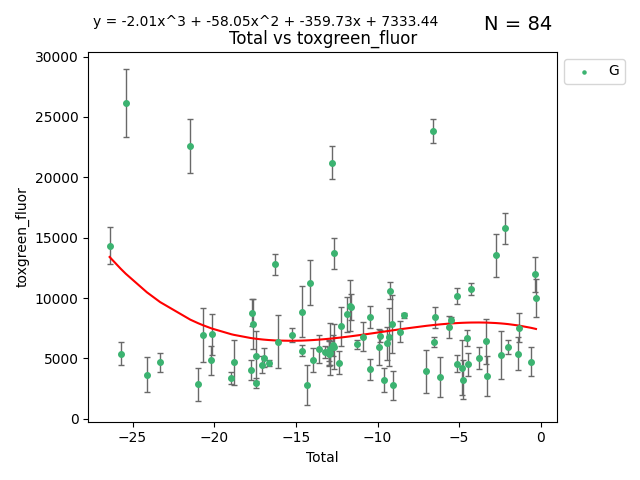 y = -2.01x^3 + -58.05x^2 + -359.73x + 7333.44
N = 84
Total vs toxgreen_fluor
G
toxgreen_fluor
30000
25000
20000
15000
10000
5000
0
−25
−20
−15
−10
−5
0
Total